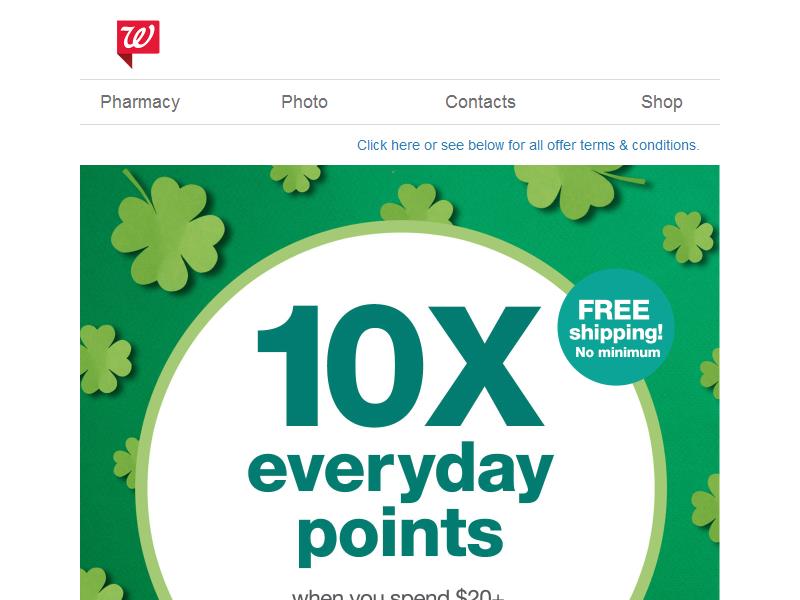 W
Pharmacy Photo Contacts Shop
Click here or see below for all offer terms & conditions.
FREE
shipping!
No minimum
10X
everyday
points
when you spend $20+